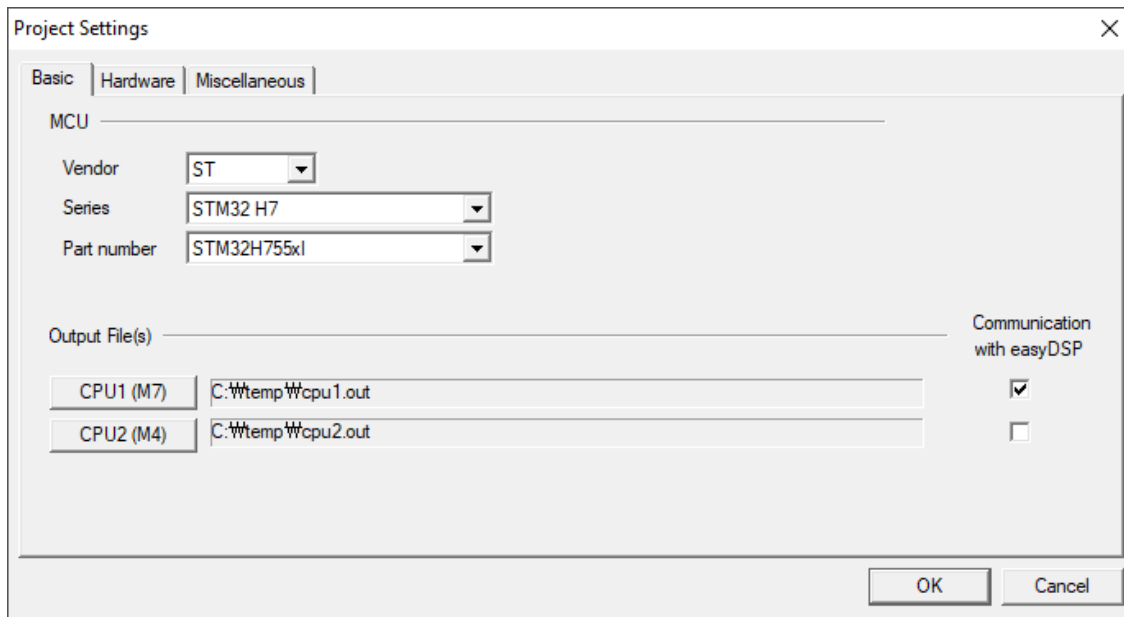 Project Settings
Basic Hardware Miscellaneous
MCU
Vendor ST
Series STM32 H7
Part number STM32H755xI
Output File(s)
Communication
with easyDSP
CPU1 (M7) C:₩temp₩cpu1.out
CPU2 (M4) C:₩temp₩cpu2.out
OK Cancel